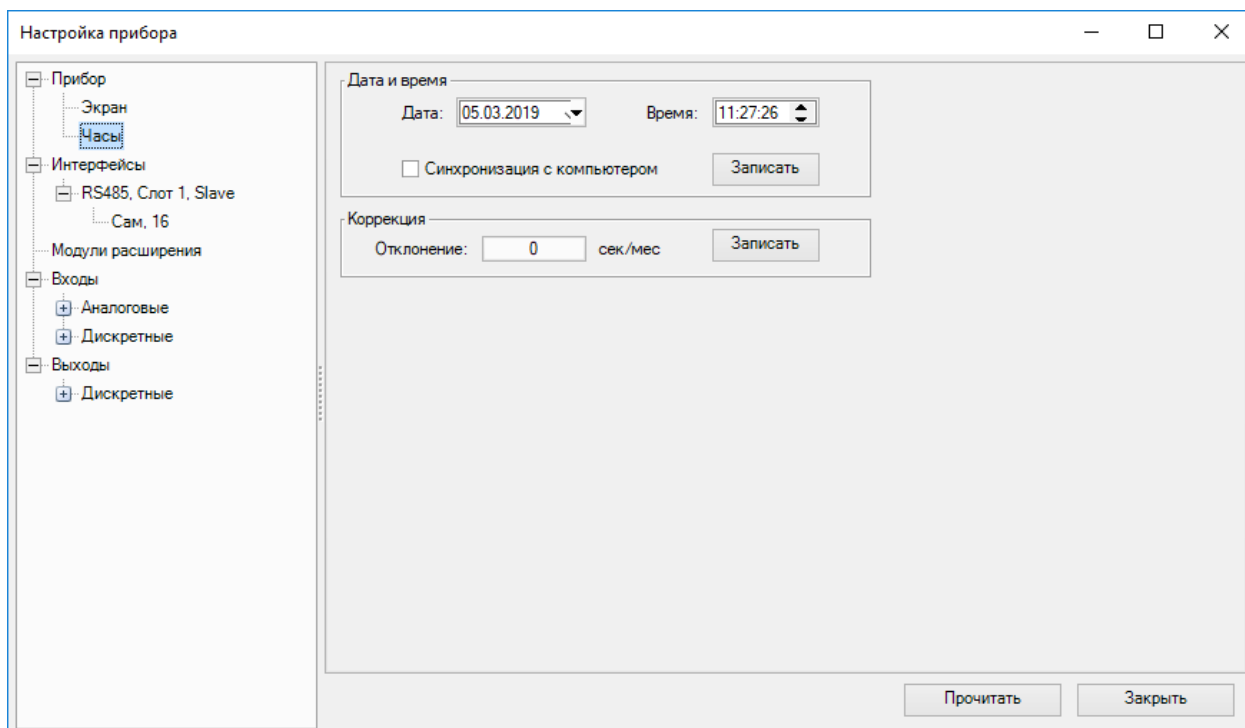 Настройка прибора
Прибор
Экран
Часы
Интерфейсы
RS485, Слот 1, Slave
Сам, 16
Модули расширения
Входы
Аналоговые
Дискретные
Выходы
Дискретные
Дата и время
Дата: 05.03.2019 Время: 11:27:26
Синхронизация с компьютером Записать
Коррекция
Отклонение: 0 сек/мес Записать
Прочитать Закрыть